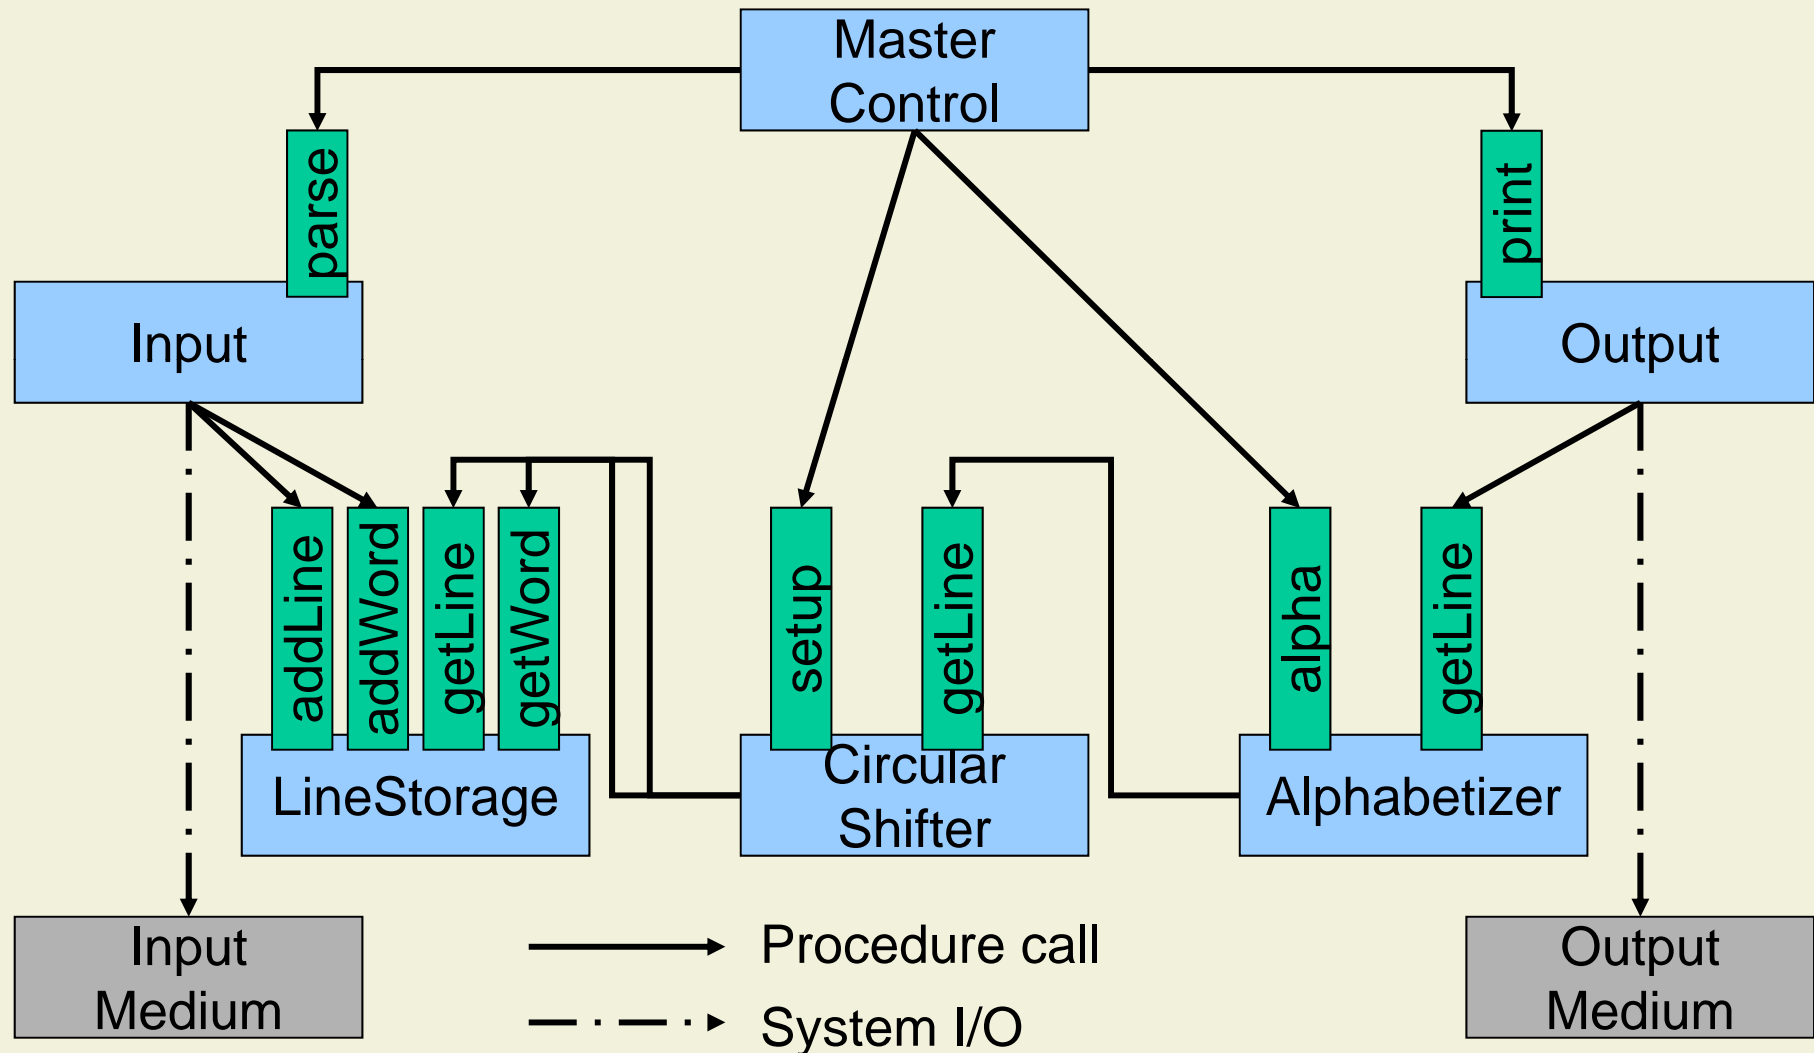 Master
Control
parse
print
Input
Output
addLine
addWord
getLine
getWord
setup
getLine
alpha
getLine
LineStorage
Circular
Shifter
Alphabetizer
Input
Medium
Procedure call
System I/O
Output
Medium